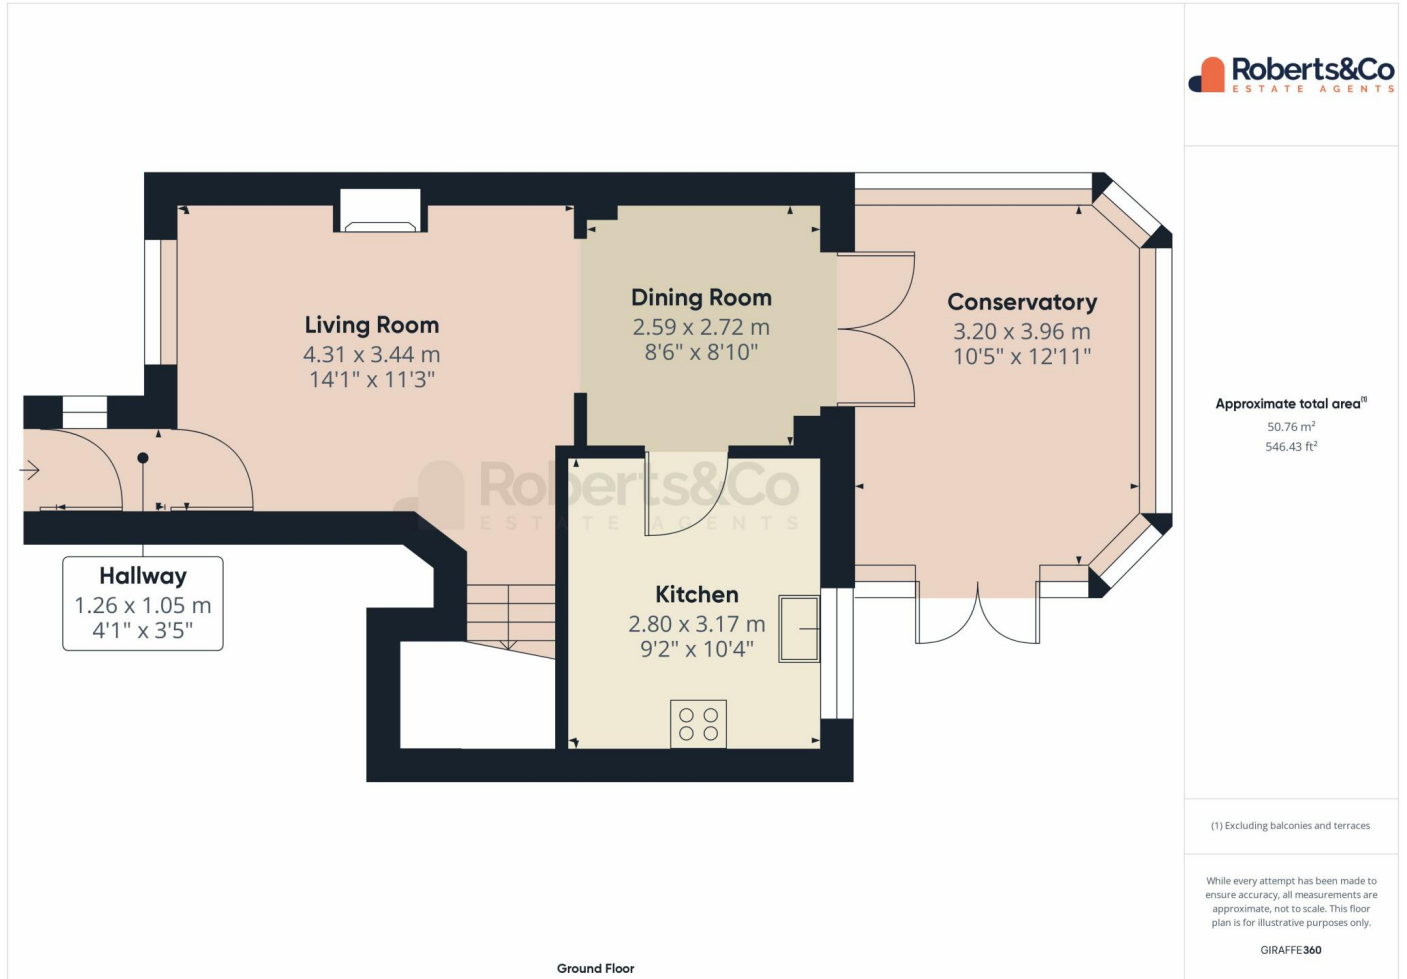 Roberts&Co
ESTATE AGENTS
Living Room
4.31 x 3.44 m
14'1" x 11'3"
Dining Room
2.59 x 2.72 m
8'6" x 8'10"
Conservatory
3.20 x 3.96 m
10'5" x 12'11"
Approximate total area(1)
50.76 m²
546.43 ft²
Roberts&Co
ESTATE AGENTS
Hallway
1.26 x 1.05 m
4'1" x 3'5"
Kitchen
2.80 x 3.17 m
9'2" x 10'4"
(1) Excluding balconies and terraces
While every attempt has been made to
ensure accuracy, all measurements are
approximate, not to scale. This floor
plan is for illustrative purposes only.
GIRAFFE360
Ground Floor